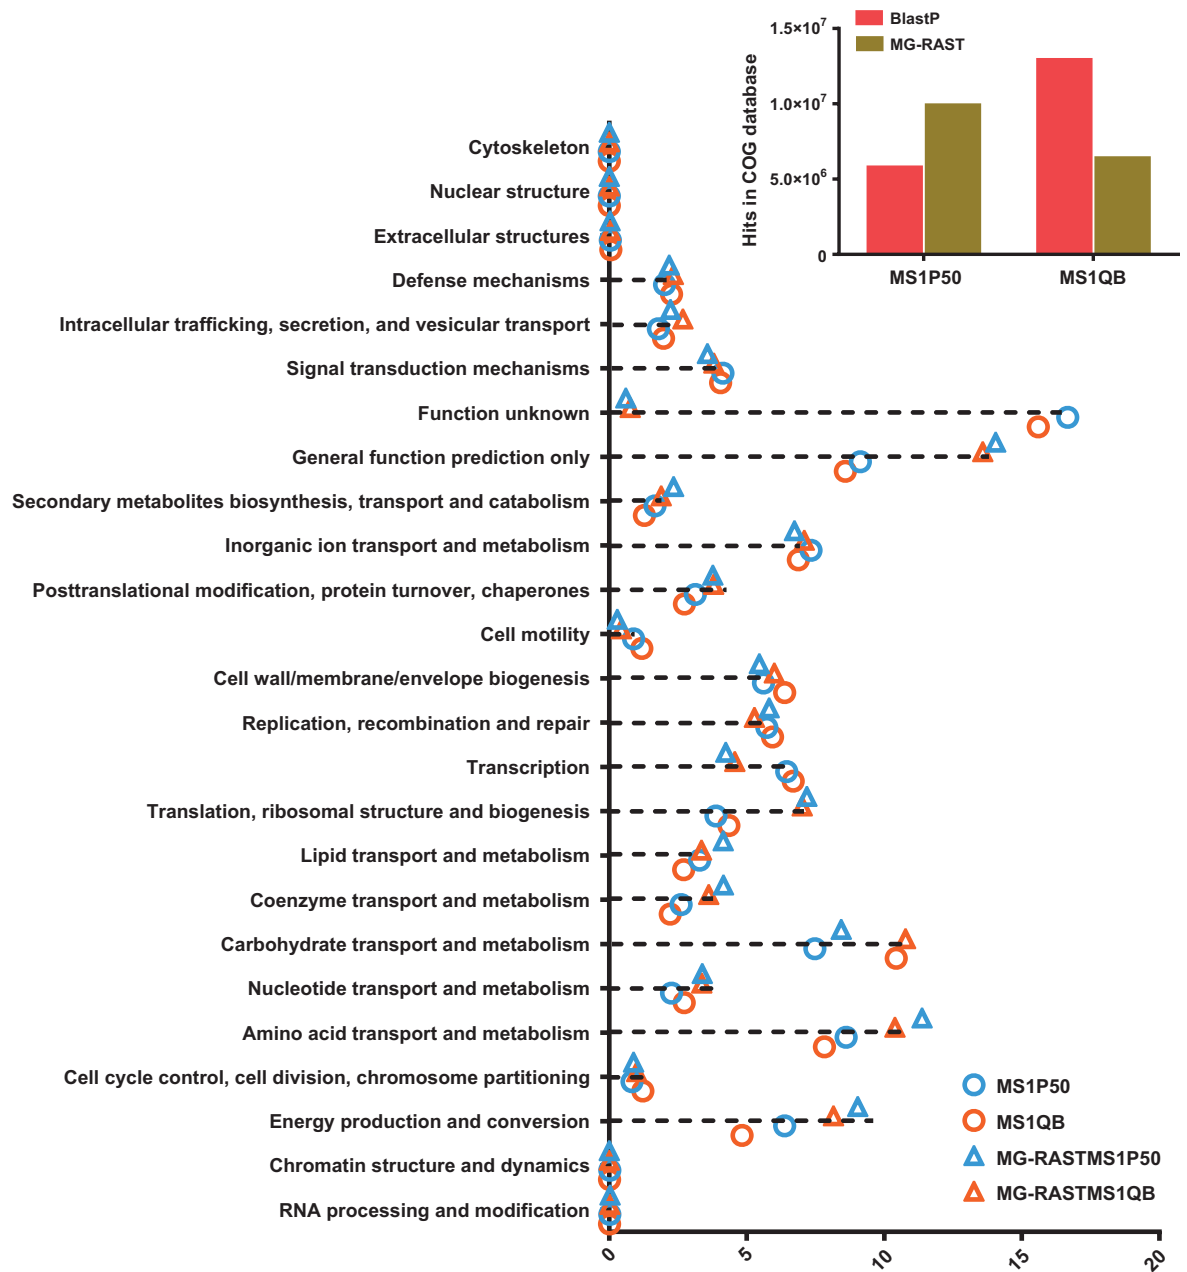 BlastP
MG-RAST
Hits in COG database
1.5×10⁷
1.0×10⁷
5.0×10⁶
0
MS1P50
MS1QB
Cytoskeleton
Nuclear structure
Extracellular structures
Defense mechanisms
Intracellular trafficking, secretion, and vesicular transport
Signal transduction mechanisms
Function unknown
General function prediction only
Secondary metabolites biosynthesis, transport and catabolism
Inorganic ion transport and metabolism
Posttranslational modification, protein turnover, chaperones
Cell motility
Cell wall/membrane/envelope biogenesis
Replication, recombination and repair
Transcription
Translation, ribosomal structure and biogenesis
Lipid transport and metabolism
Coenzyme transport and metabolism
Carbohydrate transport and metabolism
Nucleotide transport and metabolism
Amino acid transport and metabolism
Cell cycle control, cell division, chromosome partitioning
Energy production and conversion
Chromatin structure and dynamics
RNA processing and modification
MS1P50
MS1QB
MG-RASTMS1P50
MG-RASTMS1QB
0
5
10
15
20